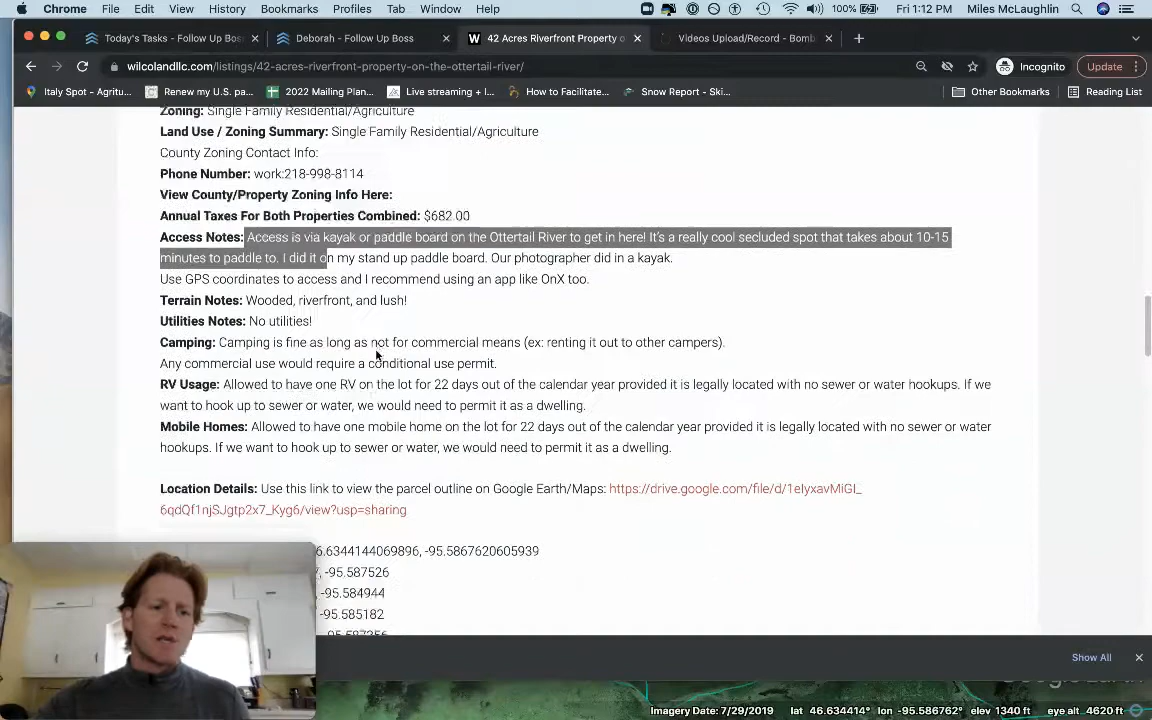 Chrome File Edit View History Bookmarks Profiles Tab Window Help 100% Fri 1:12 PM Miles McLaughlin
Today's Tasks - Follow Up Bos Deborah - Follow Up Boss 42 Acres Riverfront Property o Videos Upload/Record - Bomb
wilcolandllc.com/listings/42-acres-riverfront-property-on-the-ottertail-river/ Incognito Update
Italy Spot - Agritu... Renew my U.S. pa... 2022 Mailing Plan... Live streaming + I... How to Facilitate... Snow Report - Ski... Other Bookmarks Reading List
Zoning: Single Family Residential/Agriculture
Land Use / Zoning Summary: Single Family Residential/Agriculture
County Zoning Contact Info:
Phone Number: work:218-998-8114
View County/Property Zoning Info Here:
Annual Taxes For Both Properties Combined: $682.00
Access Notes: Access is via kayak or paddle board on the Ottertail River to get in here! It's a really cool secluded spot that takes about 10-15
minutes to paddle to. I did it on my stand up paddle board. Our photographer did in a kayak.
Use GPS coordinates to access and I recommend using an app like OnX too.
Terrain Notes: Wooded, riverfront, and lush!
Utilities Notes: No utilities!
Camping: Camping is fine as long as not for commercial means (ex: renting it out to other campers).
Any commercial use would require a conditional use permit.
RV Usage: Allowed to have one RV on the lot for 22 days out of the calendar year provided it is legally located with no sewer or water hookups. If we
want to hook up to sewer or water, we would need to permit it as a dwelling.
Mobile Homes: Allowed to have one mobile home on the lot for 22 days out of the calendar year provided it is legally located with no sewer or water
hookups. If we want to hook up to sewer or water, we would need to permit it as a dwelling.
Location Details: Use this link to view the parcel outline on Google Earth/Maps: https://drive.google.com/file/d/1eIyxavMiGI_
6qdQf1njSJgtp2x7_Kyg6/view?usp=sharing
6.6344144069896, -95.5867620605939
, -95.587526
, -95.584944
, -95.585182
-95.587356
Show All
Imagery Date: 7/29/2019 lat 46.634414° lon -95.586762° elev 1340 ft eye alt 4620 ft